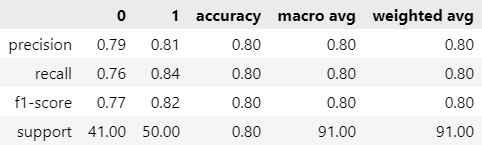 0 1 accuracy macro avg weighted avg
precision 0.79 0.81 0.80 0.80 0.80
recall 0.76 0.84 0.80 0.80 0.80
f1-score 0.77 0.82 0.80 0.80 0.80
support 41.00 50.00 0.80 91.00 91.00